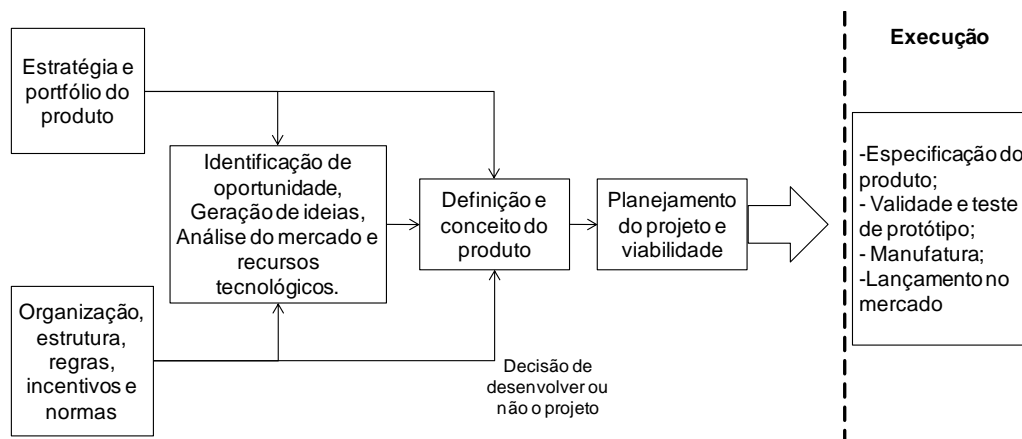 Estratégia e
portfólio do
produto
Identificação de
oportunidade,
Geração de ideias,
Análise do mercado e
recursos
tecnológicos.
Organização,
estrutura,
regras,
incentivos e
normas
Definição e
conceito do
produto
Decisão de
desenvolver ou
não o projeto
Planejamento
do projeto e
viabilidade
Execução
-Especificação do
produto;
- Validade e teste
de protótipo;
- Manufatura;
-Lançamento no
mercado